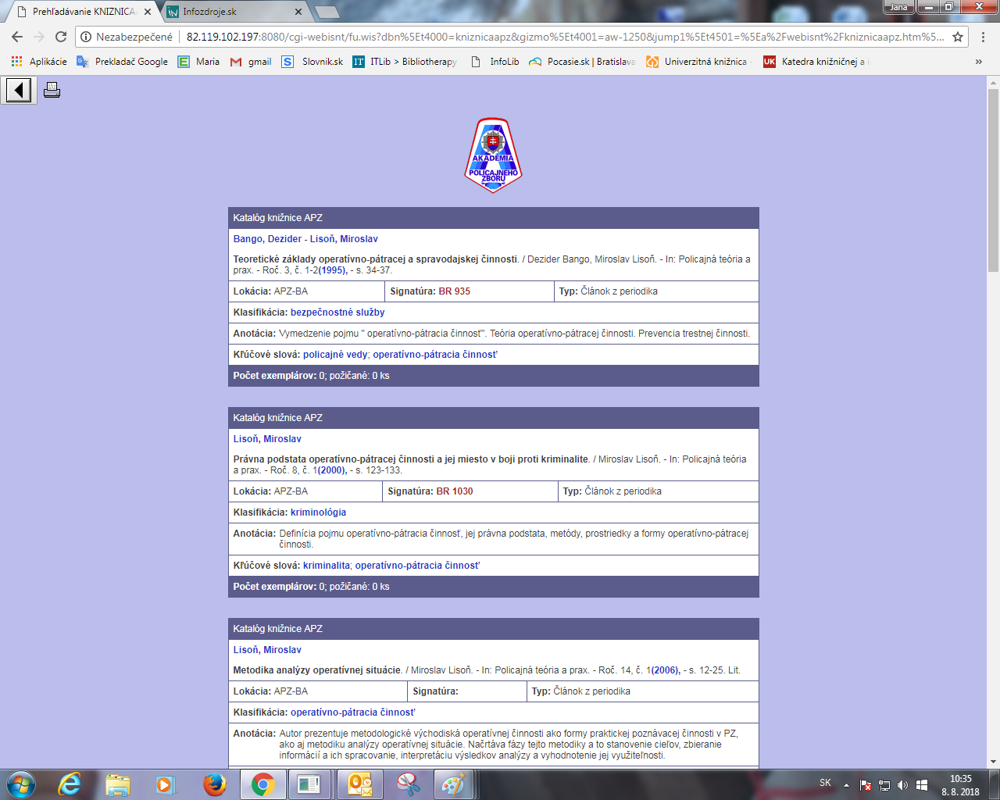 Prehľadávanie KNIZNICA
Infozdroje.sk
Jana
Nezabezpečené
82.119.102.197:8080/cgi-webisnt/fu.wis?dbn%5Et4000=kniznicaapz&gizmo%5Et4001=aw-1250&jump1%5Et4501=%5Ea%2Fwebisnt%2Fkniznicaapz.htm%5...
Aplikácie
Prekladač Google
Maria
gmail
Slovnik.sk
ITLib > Bibliotherapy
InfoLib
Pocasie.sk | Bratislava
Univerzitná knižnica -
Katedra knižničnej a i
»
AKADÉMIA
POLICAJNÉHO
ZBORU
Katalóg knižnice APZ
Bango, Dezider - Lisoň, Miroslav
Teoretické základy operatívno-pátracej a spravodajskej činnosti. / Dezider Bango, Miroslav Lisoň. - In: Policajná teória a
prax. - Roč. 3, č. 1-2(1995), - s. 34-37.
Lokácia: APZ-BA Signatúra: BR 935 Typ: Článok z periodika
Klasifikácia: bezpečnostné služby
Anotácia: Vymedzenie pojmu " operatívno-pátracia činnosť". Teória operatívno-pátracej činnosti. Prevencia trestnej činnosti.
Kľúčové slová: policajné vedy; operatívno-pátracia činnosť
Počet exemplárov: 0; požičané: 0 ks
Katalóg knižnice APZ
Lisoň, Miroslav
Právna podstata operatívno-pátracej činnosti a jej miesto v boji proti kriminalite. / Miroslav Lisoň. - In: Policajná teória
a prax. - Roč. 8, č. 1(2000), - s. 123-133.
Lokácia: APZ-BA Signatúra: BR 1030 Typ: Článok z periodika
Klasifikácia: kriminológia
Anotácia: Definícia pojmu operatívno-pátracia činnosť, jej právna podstata, metódy, prostriedky a formy operatívno-pátracej
činnosti.
Kľúčové slová: kriminalita; operatívno-pátracia činnosť
Počet exemplárov: 0; požičané: 0 ks
Katalóg knižnice APZ
Lisoň, Miroslav
Metodika analýzy operatívnej situácie. / Miroslav Lisoň. - In: Policajná teória a prax. - Roč. 14, č. 1(2006), - s. 12-25. Lit.
Lokácia: APZ-BA Signatúra: Typ: Článok z periodika
Klasifikácia: operatívno-pátracia činnosť
Anotácia: Autor prezentuje metodologické východiská operatívnej činnosti ako formy praktickej poznávacej činnosti v PZ,
ako aj metodiku analýzy operatívnej situácie. Načrtáva fázy tejto metodiky a to stanovenie cieľov, zbieranie
informácií a ich spracovanie, interpretáciu výsledkov analýzy a vyhodnotenie jej využiteľnosti.
SK
10:35
8. 8. 2018